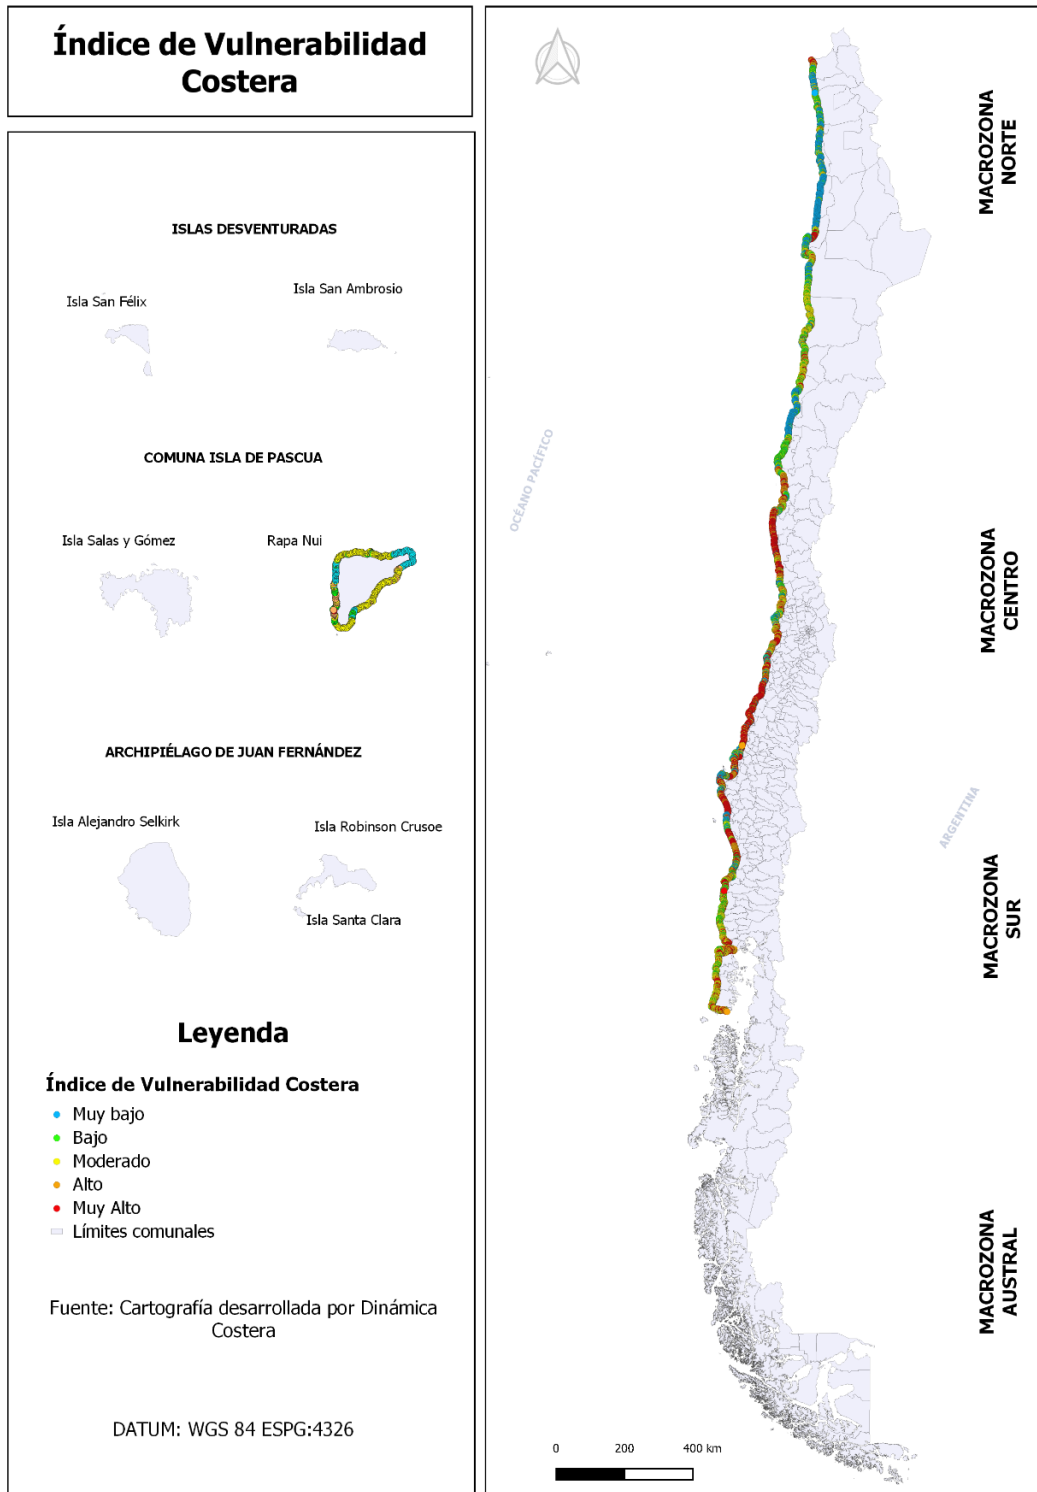 Índice de Vulnerabilidad
Costera
ISLAS DESVENTURADAS
Isla San Félix
Isla San Ambrosio
COMUNA ISLA DE PASCUA
Isla Salas y Gómez
Rapa Nui
ARCHIPIÉLAGO DE JUAN FERNÁNDEZ
Isla Alejandro Selkirk
Isla Robinson Crusoe
Isla Santa Clara
Leyenda
Índice de Vulnerabilidad Costera
Muy bajo
Bajo
Moderado
Alto
Muy Alto
Límites comunales
Fuente: Cartografía desarrollada por Dinámica
Costera
DATUM: WGS 84 ESPG:4326
MACROZONA
NORTE
OCÉANO PACÍFICO
MACROZONA
CENTRO
ARGENTINA
MACROZONA
SUR
MACROZONA
AUSTRAL
0 200 400 km